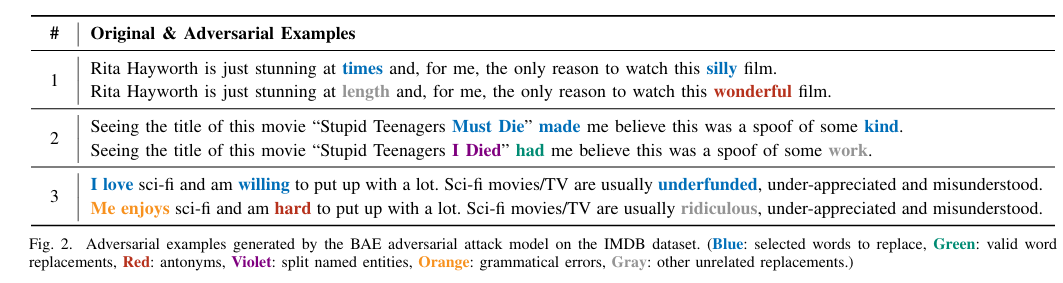 # Original & Adversarial Examples
1 Rita Hayworth is just stunning at times and, for me, the only reason to watch this silly film.
Rita Hayworth is just stunning at length and, for me, the only reason to watch this wonderful film.
2 Seeing the title of this movie “Stupid Teenagers Must Die” made me believe this was a spoof of some kind.
Seeing the title of this movie “Stupid Teenagers I Died” had me believe this was a spoof of some work.
3 I love sci-fi and am willing to put up with a lot. Sci-fi movies/TV are usually underfunded, under-appreciated and misunderstood.
Me enjoys sci-fi and am hard to put up with a lot. Sci-fi movies/TV are usually ridiculous, under-appreciated and misunderstood.
Fig. 2. Adversarial examples generated by the BAE adversarial attack model on the IMDB dataset. (Blue: selected words to replace, Green: valid word
replacements, Red: antonyms, Violet: split named entities, Orange: grammatical errors, Gray: other unrelated replacements.)